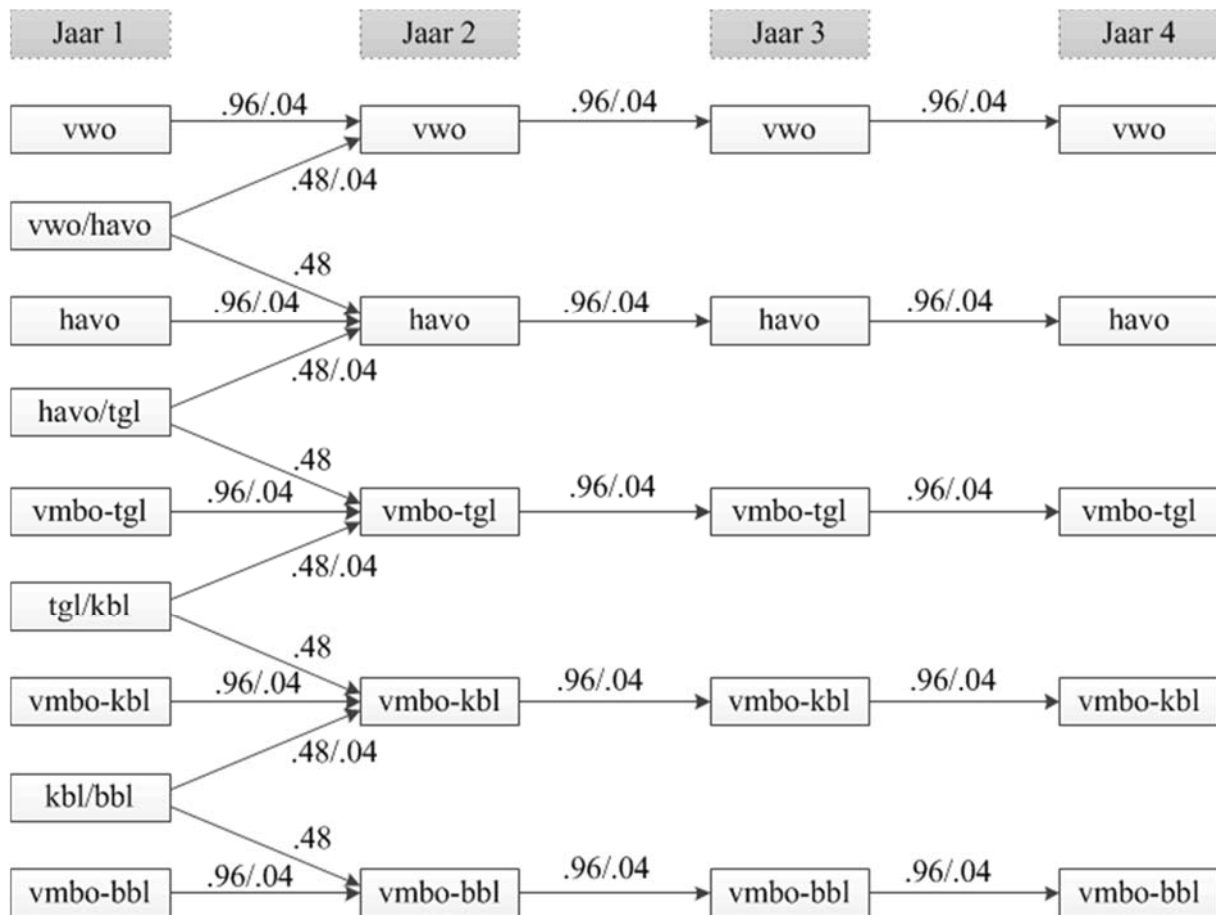 Jaar 1 Jaar 2 Jaar 3 Jaar 4
.96/.04 .96/.04 .96/.04
vwo vwo vwo vwo
.48/.04
vwo/havo
.48
.96/.04 .96/.04 .96/.04
havo havo havo havo
.48/.04
havo/tgl
.48
.96/.04 .96/.04 .96/.04
vmbo-tgl vmbo-tgl vmbo-tgl vmbo-tgl
.48/.04
tgl/kbl
.48
.96/.04 .96/.04 .96/.04
vmbo-kbl vmbo-kbl vmbo-kbl vmbo-kbl
.48/.04
kbl/bbl
.48
.96/.04 .96/.04 .96/.04
vmbo-bbl vmbo-bbl vmbo-bbl vmbo-bbl